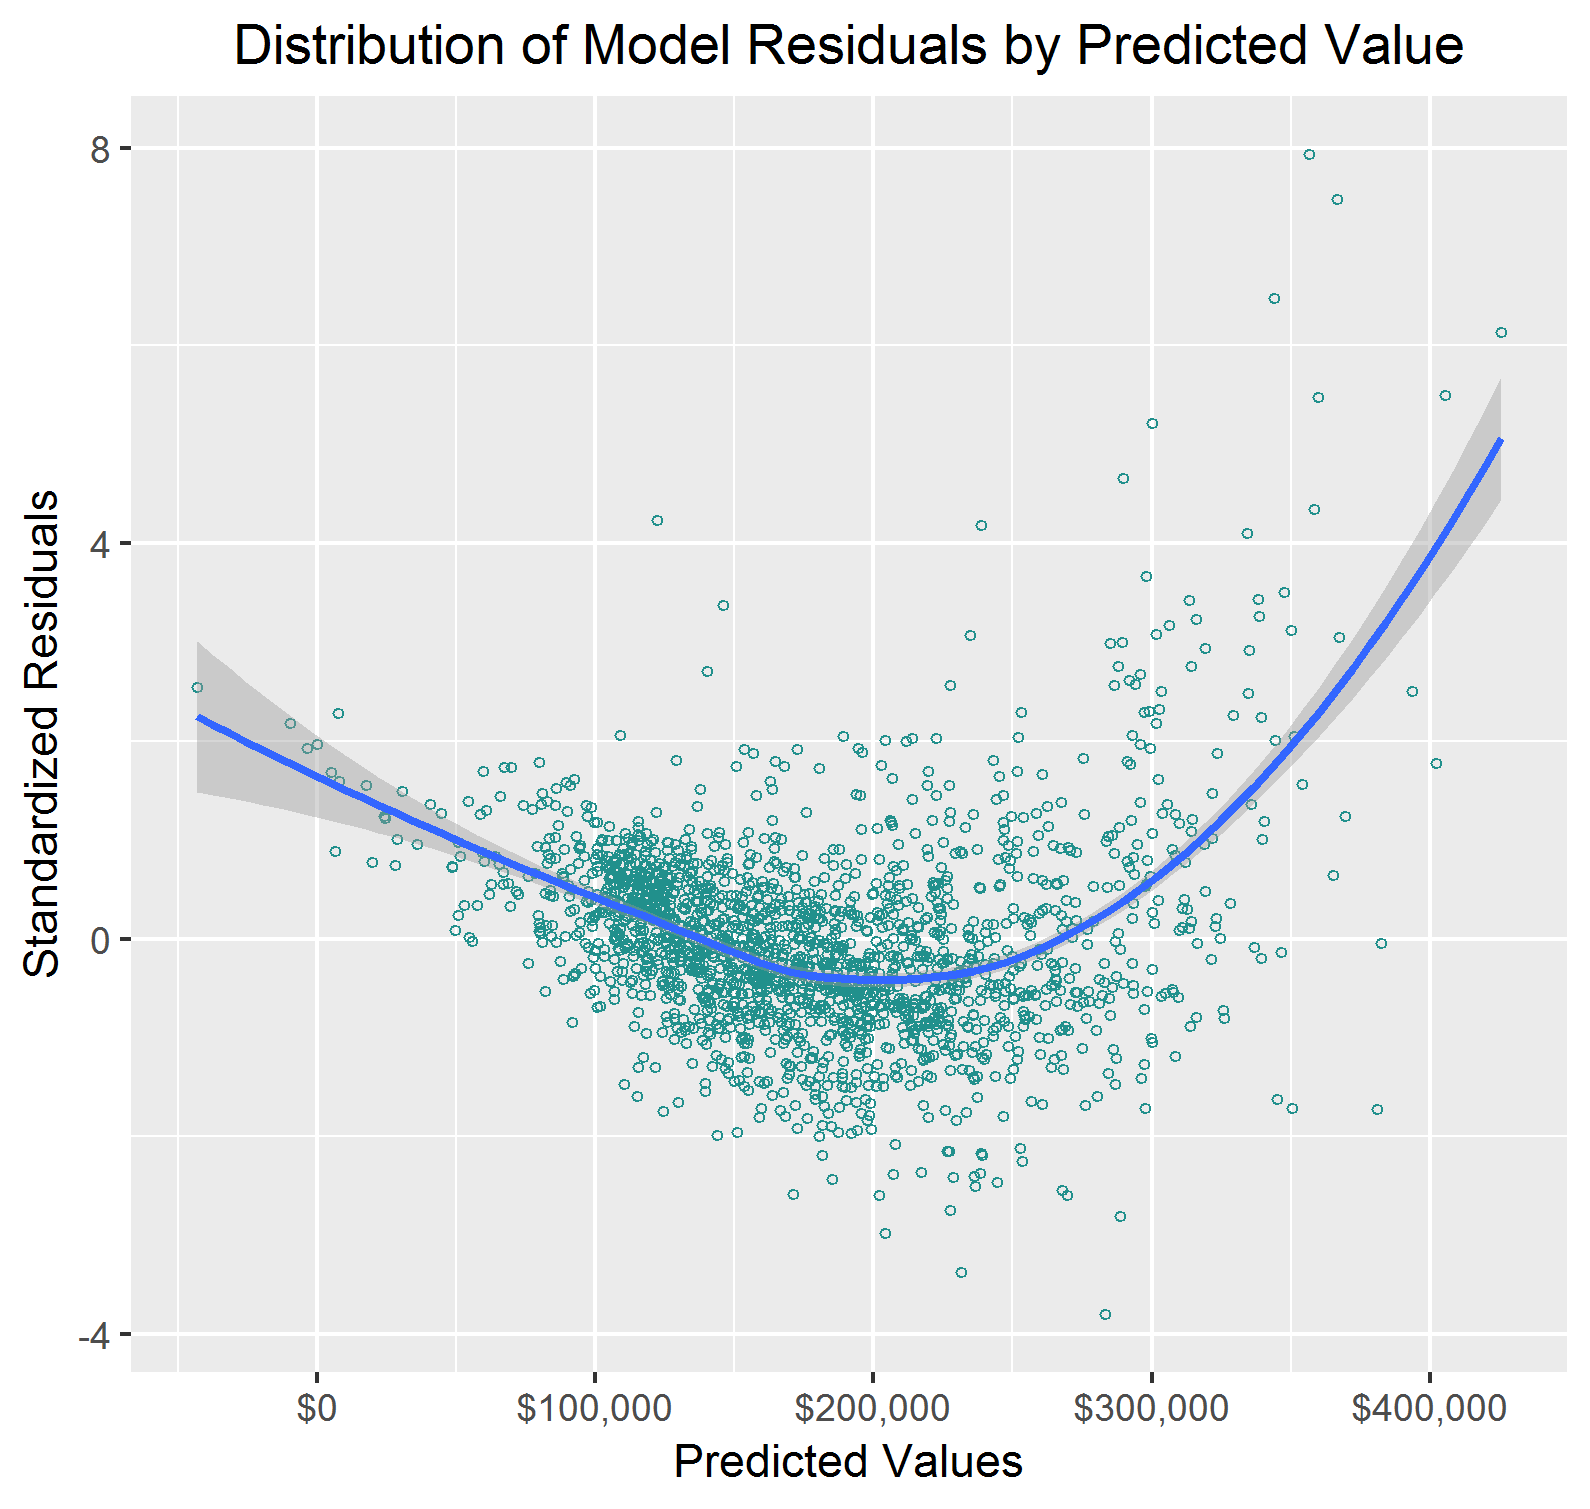 Distribution of Model Residuals by Predicted Value
Standardized Residuals
8
4
0
-4
$0 $100,000 $200,000 $300,000 $400,000
Predicted Values